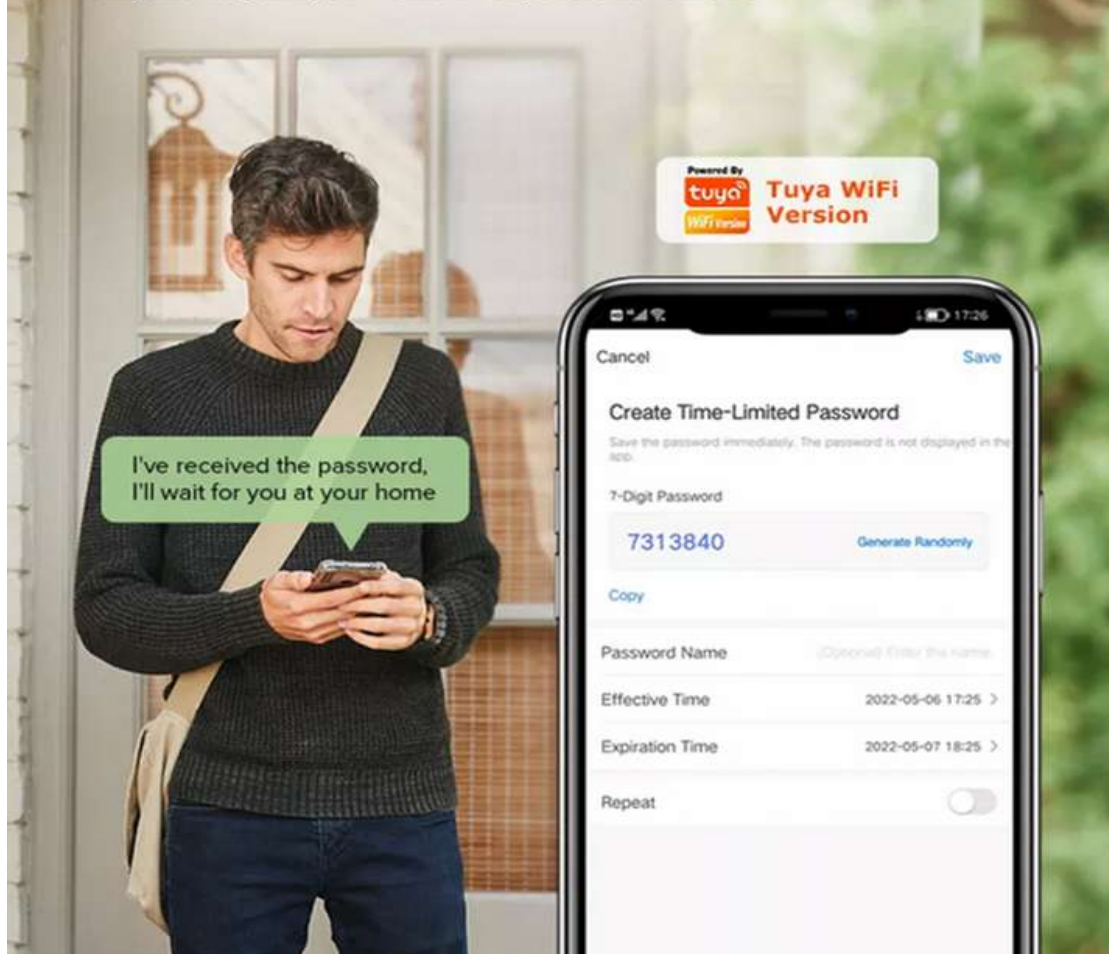 Powered By
tuya
WiFi Version
Tuya WiFi
Version
17:26
Cancel
Save
Create Time-Limited Password
Save the password immediately. The password is not displayed in the
app.
7-Digit Password
7313840
Generate Randomly
Copy
Password Name
(Optional) Enter the name
Effective Time
2022-05-06 17:25 >
Expiration Time
2022-05-07 18:25 >
Repeat
I've received the password,
I'll wait for you at your home